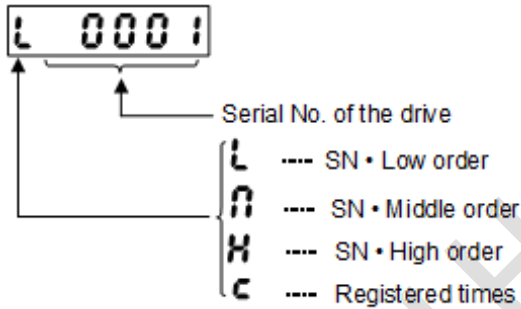 L 0001
Serial No. of the drive
L ---- SN • Low order
n ---- SN • Middle order
H ---- SN • High order
c ---- Registered times